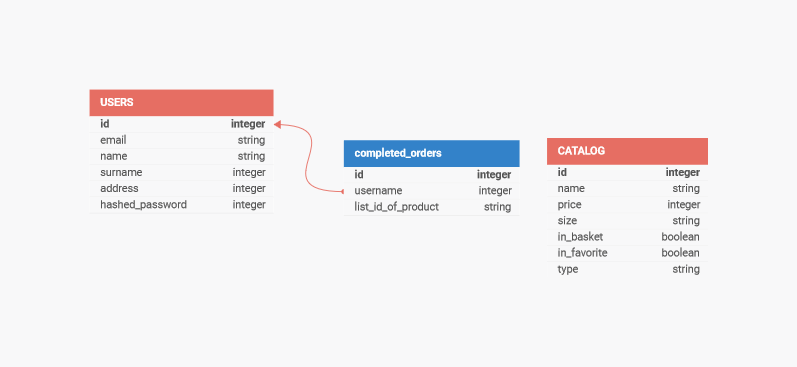 USERS
id integer
email string
name string
surname integer
address integer
hashed_password integer
completed_orders
id integer
username integer
list_id_of_product string
CATALOG
id integer
name string
price integer
size string
in_basket boolean
in_favorite boolean
type string